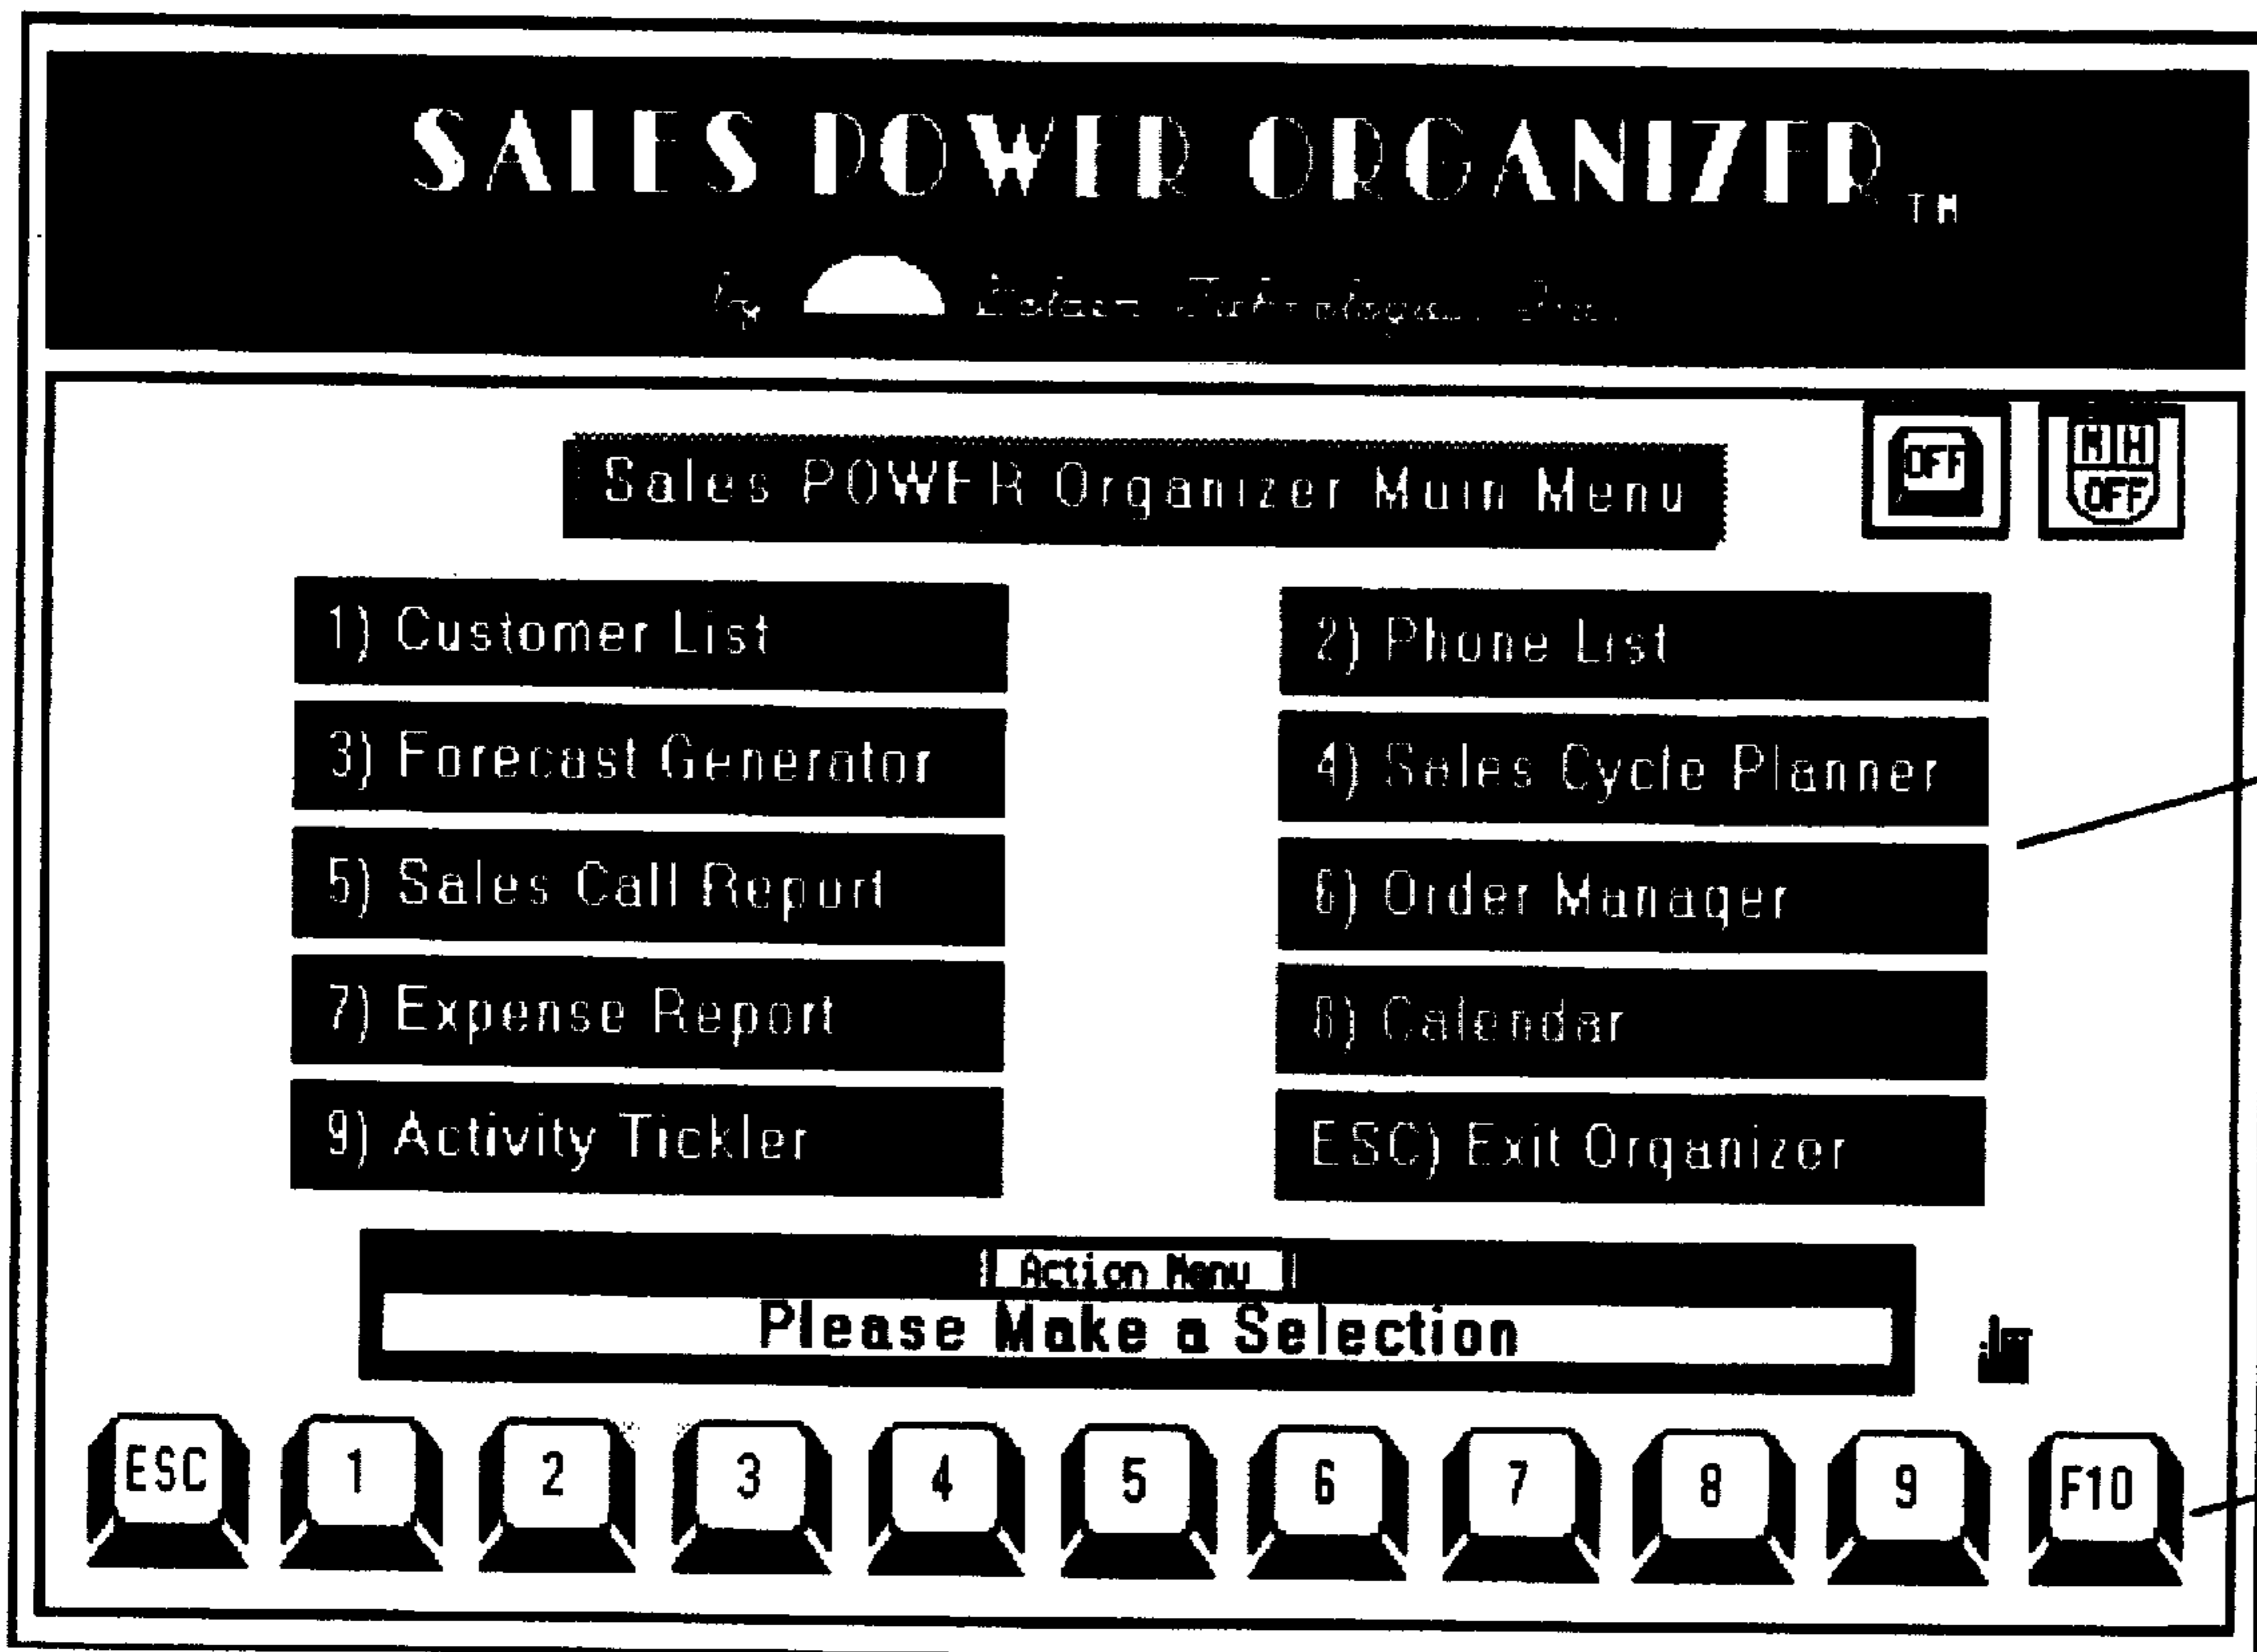 SALES POWER ORGANIZER TM
by
OFF
M H
OFF
Sales POWER Organizer Main Menu
1) Customer List
2) Phone List
3) Forecast Generator
4) Sales Cycle Planner
5) Sales Call Report
6) Order Manager
7) Expense Report
8) Calendar
9) Activity Tickler
ESC) Exit Organizer
Action Menu
Please Make a Selection
ESC 1 2 3 4 5 6 7 8 9 F10